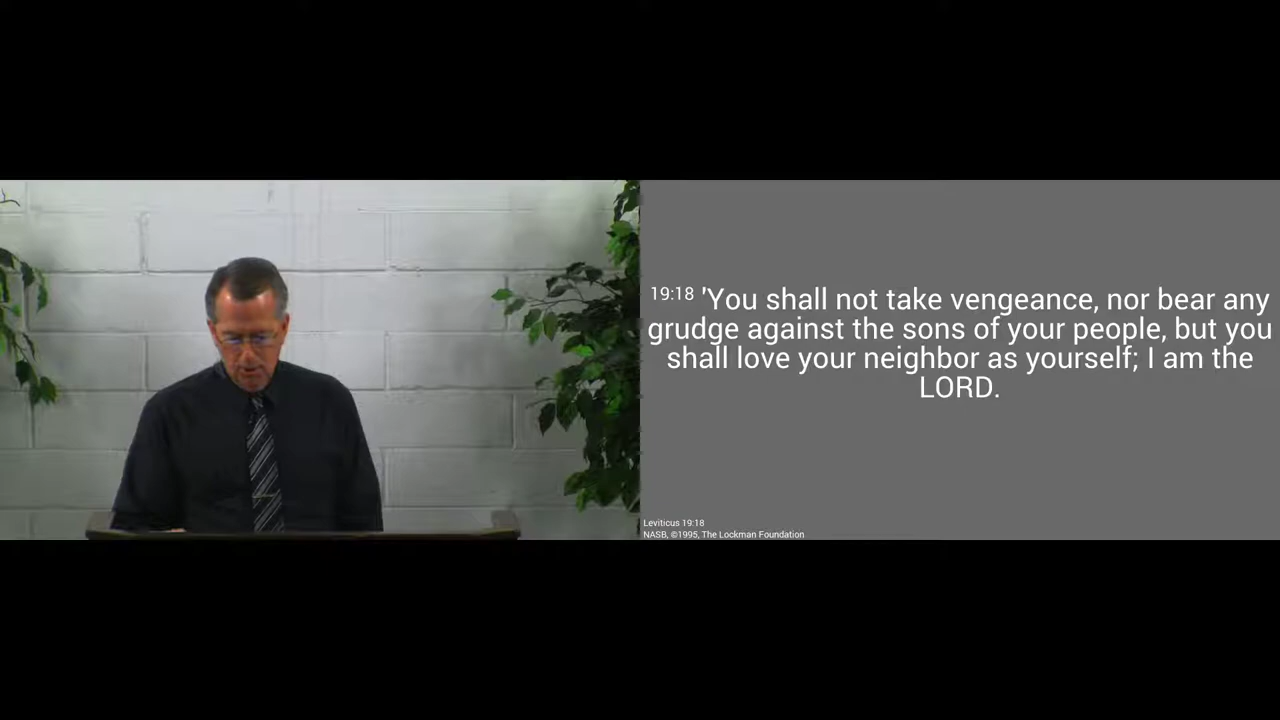 19:18 'You shall not take vengeance, nor bear any
grudge against the sons of your people, but you
shall love your neighbor as yourself; I am the
LORD.
Leviticus 19:18
NASB, ©1995, The Lockman Foundation